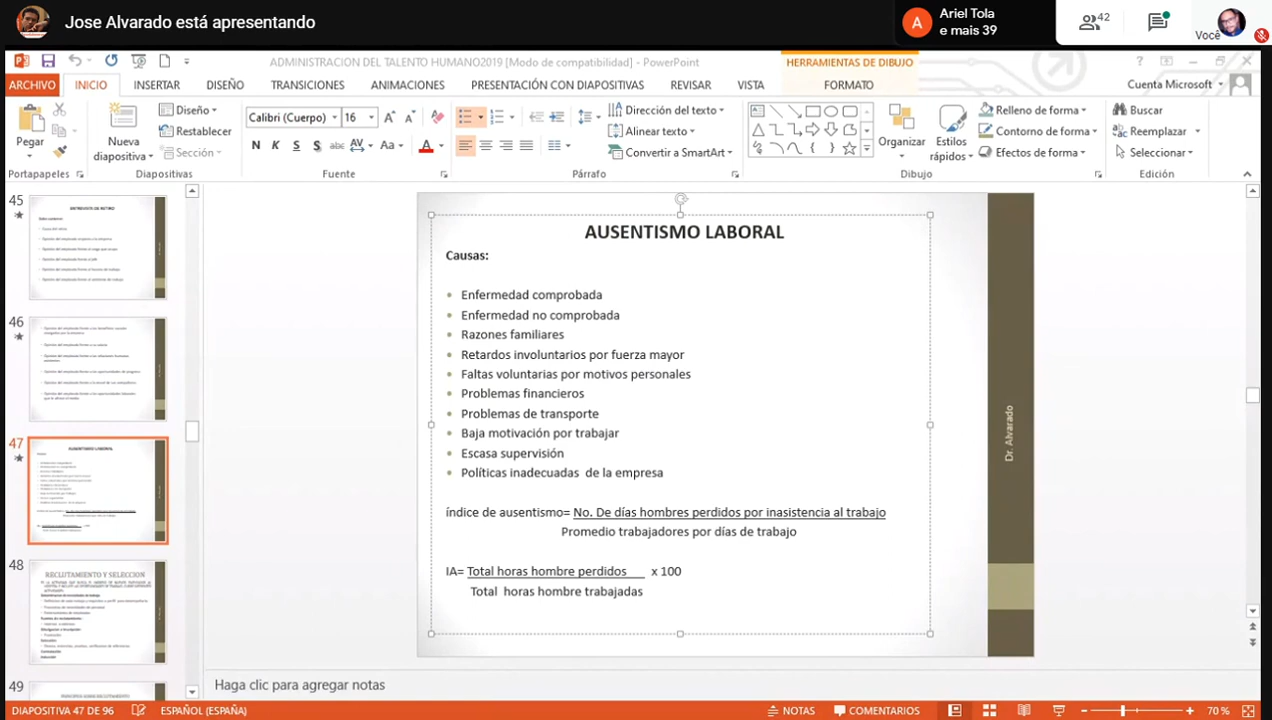 Jose Alvarado está apresentando
Ariel Tola
e mais 39
42
Você
A
ADMINISTRACION DEL TALENTO HUMANO2019 [Modo de compatibilidad] - PowerPoint
HERRAMIENTAS DE DIBUJO
ARCHIVO INICIO INSERTAR DISEÑO TRANSICIONES ANIMACIONES PRESENTACIÓN CON DIAPOSITIVAS REVISAR VISTA FORMATO
Cuenta Microsoft
Pegar
Nueva
diapositiva
Diseño
Restablecer
Sección
Calibri (Cuerpo) 16
N K S S abc AV Aa A
Dirección del texto
Alinear texto
Convertir a SmartArt
Organizar
Estilos
rápidos
Relleno de forma
Contorno de forma
Efectos de forma
Buscar
Reemplazar
Seleccionar
Portapapeles Diapositivas Fuente Párrafo Dibujo Edición
45
46
47
48
RECLUTAMIENTO Y SELECCION
49
AUSENTISMO LABORAL
Causas:
• Enfermedad comprobada
• Enfermedad no comprobada
• Razones familiares
• Retardos involuntarios por fuerza mayor
• Faltas voluntarias por motivos personales
• Problemas financieros
• Problemas de transporte
• Baja motivación por trabajar
• Escasa supervisión
• Políticas inadecuadas de la empresa
índice de ausentismo= No. De días hombres perdidos por inasistencia al trabajo
Promedio trabajadores por días de trabajo
IA= Total horas hombre perdidos x 100
Total horas hombre trabajadas
Dr. Alvarado
Haga clic para agregar notas
DIAPOSITIVA 47 DE 96 ESPAÑOL (ESPAÑA) NOTAS COMENTARIOS 70 %